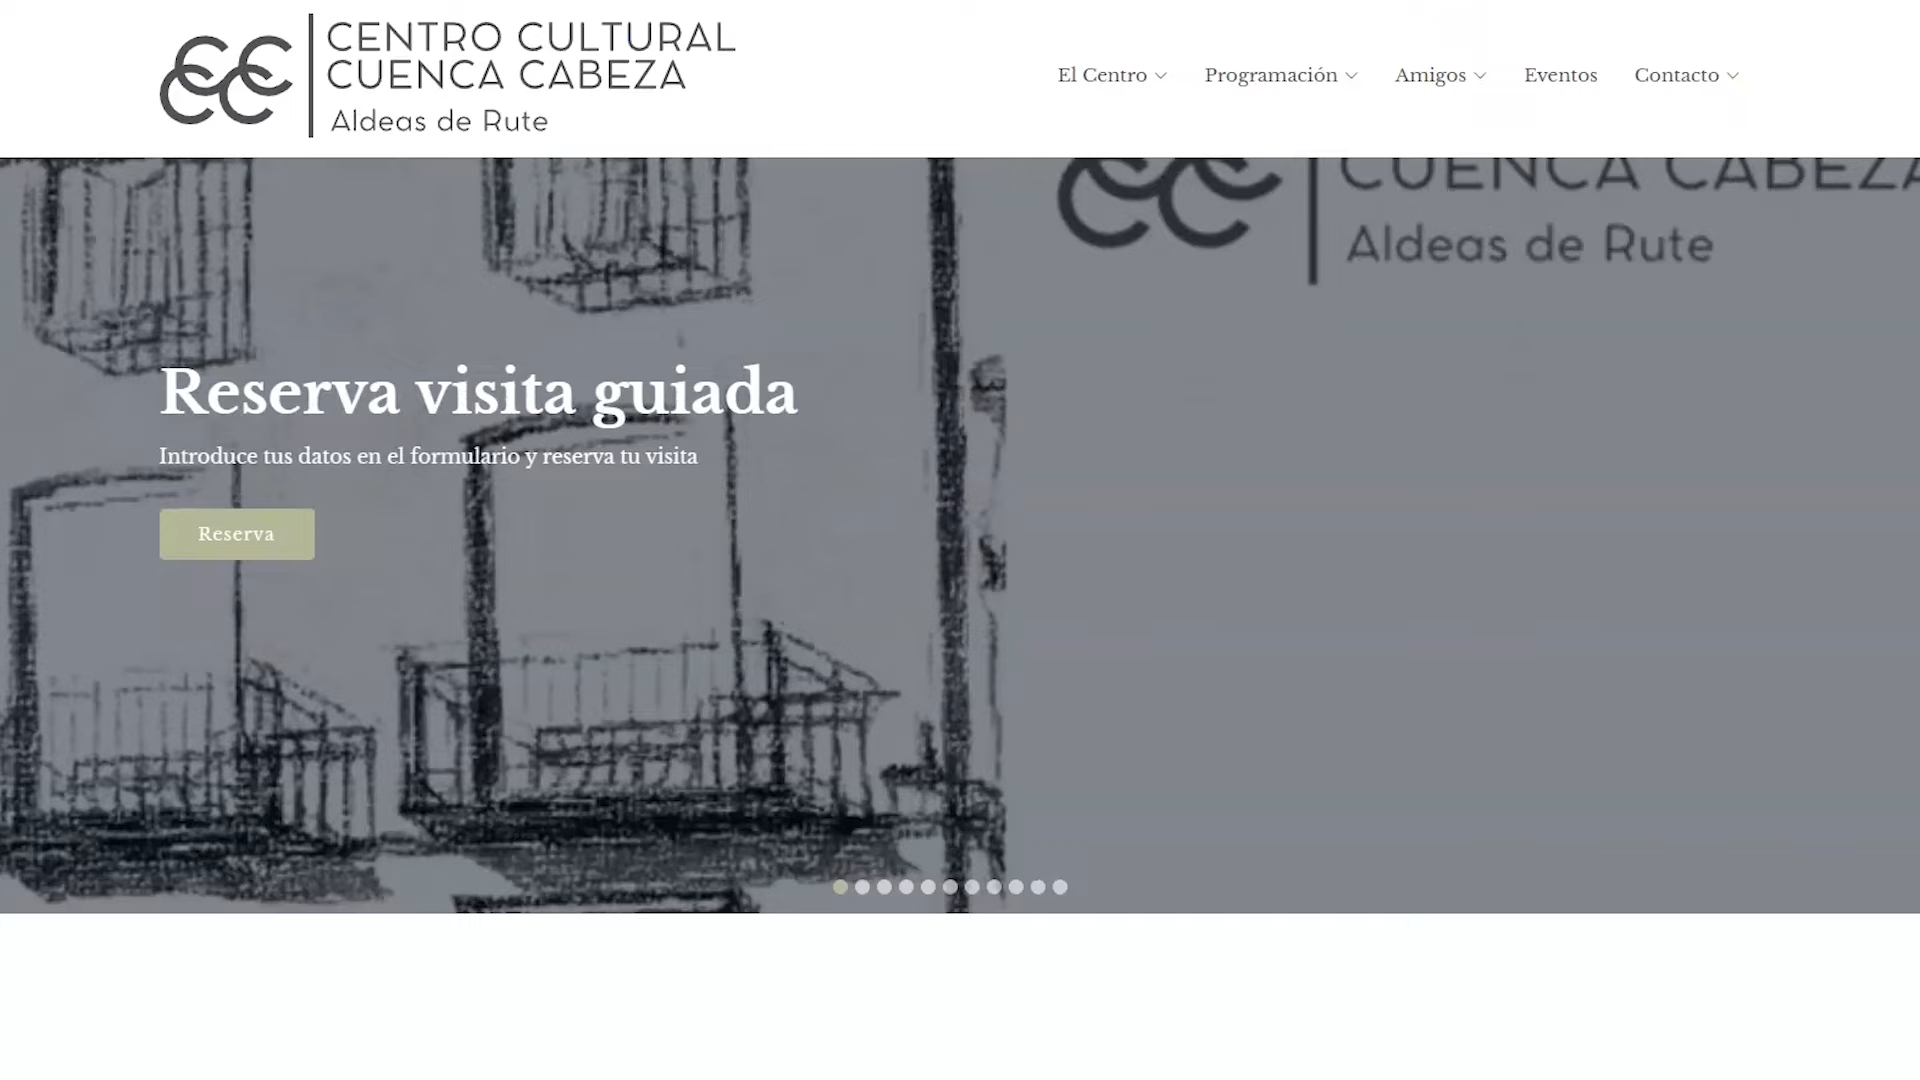 CENTRO CULTURAL
CUENCA CABEZA
Aldeas de Rute
El Centro
Programación
Amigos
Eventos
Contacto
CUENCA CABEZA
Aldeas de Rute
Reserva visita guiada
Introduce tus datos en el formulario y reserva tu visita
Reserva